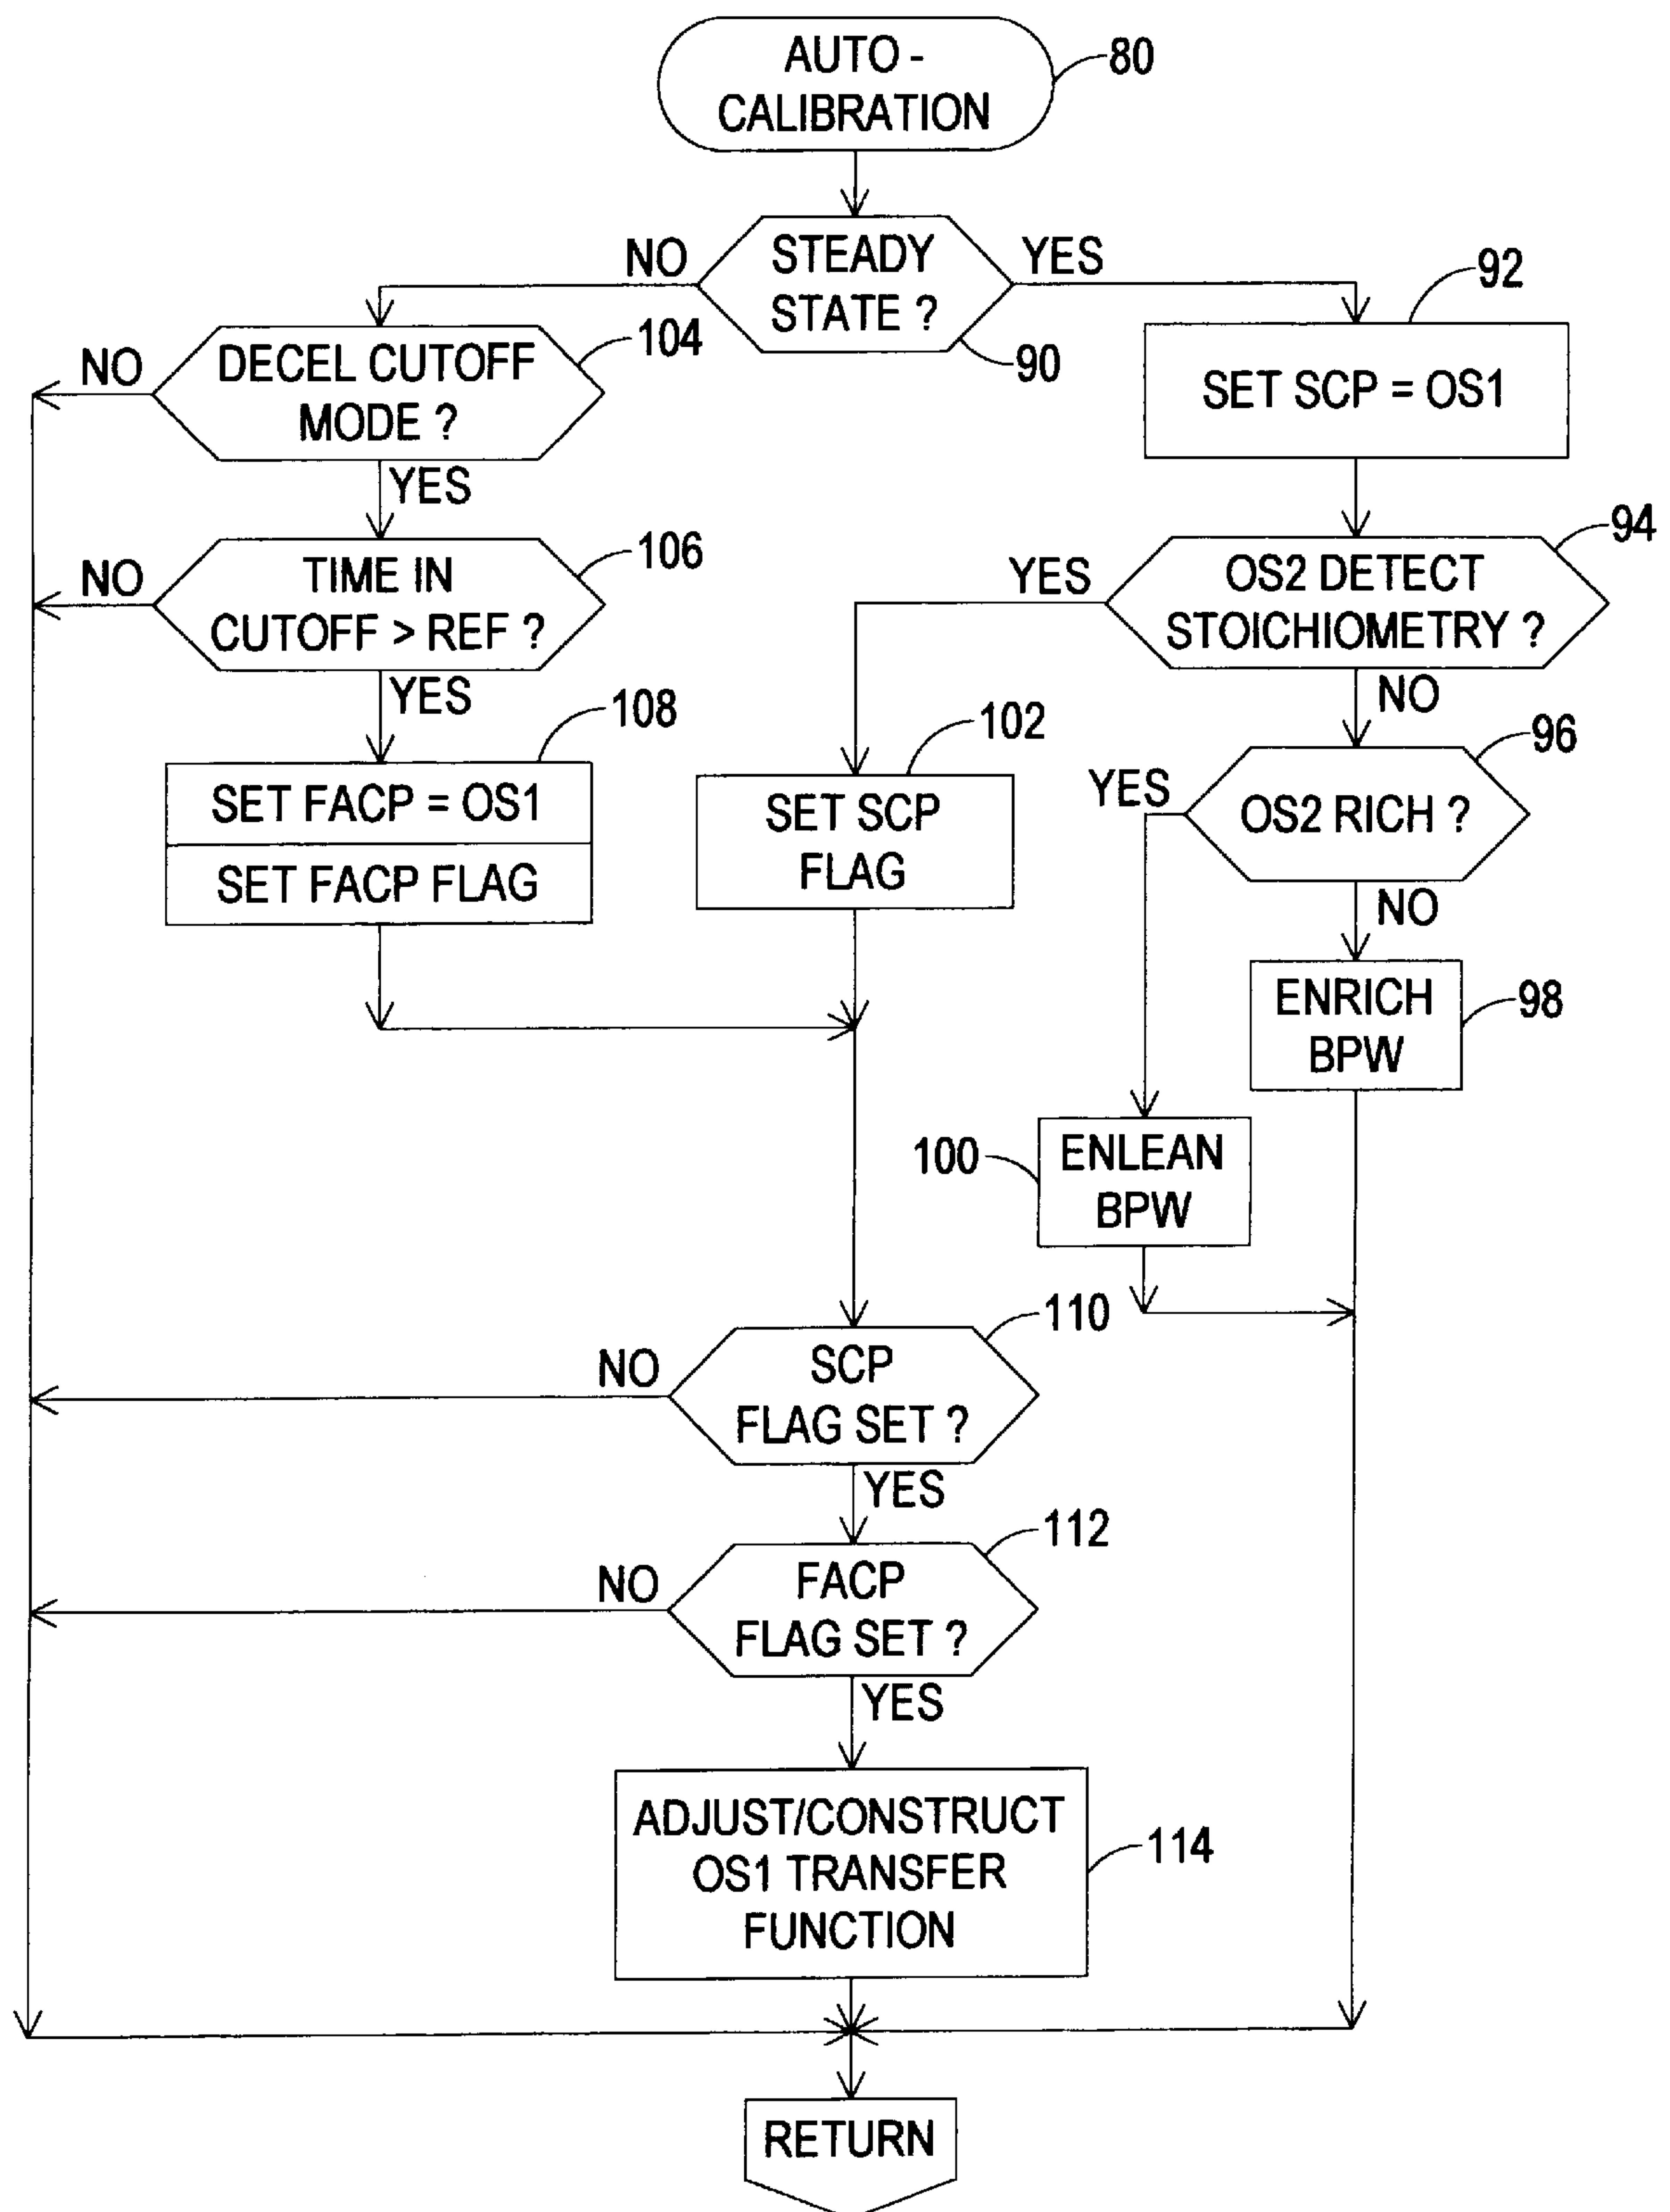 AUTO -
CALIBRATION
80
STEADY
STATE ?
NO
YES
90
92
SET SCP = OS1
DECEL CUTOFF
MODE ?
104
NO
YES
TIME IN
CUTOFF > REF ?
106
NO
YES
OS2 DETECT
STOICHIOMETRY ?
94
YES
NO
108
SET FACP = OS1
SET FACP FLAG
102
SET SCP
FLAG
OS2 RICH ?
96
YES
NO
ENRICH
BPW
98
100
ENLEAN
BPW
SCP
FLAG SET ?
110
NO
YES
FACP
FLAG SET ?
112
NO
YES
ADJUST/CONSTRUCT
OS1 TRANSFER
FUNCTION
114
RETURN